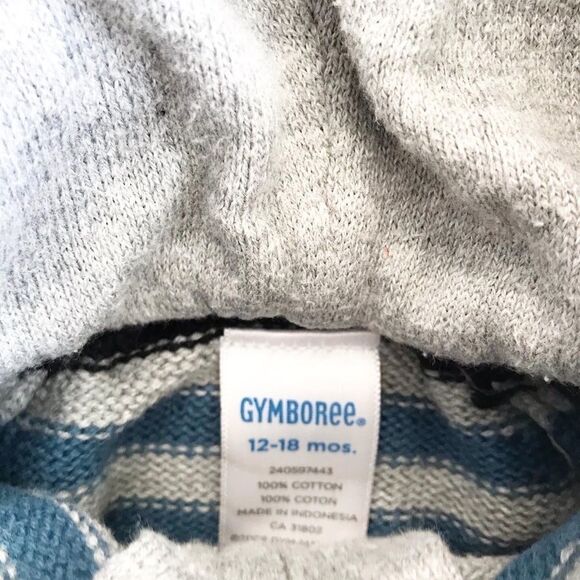 GYMBOREE®
12-18 mos.
240597443
100% COTTON
100% COTON
MADE IN INDONESIA
CA 31802